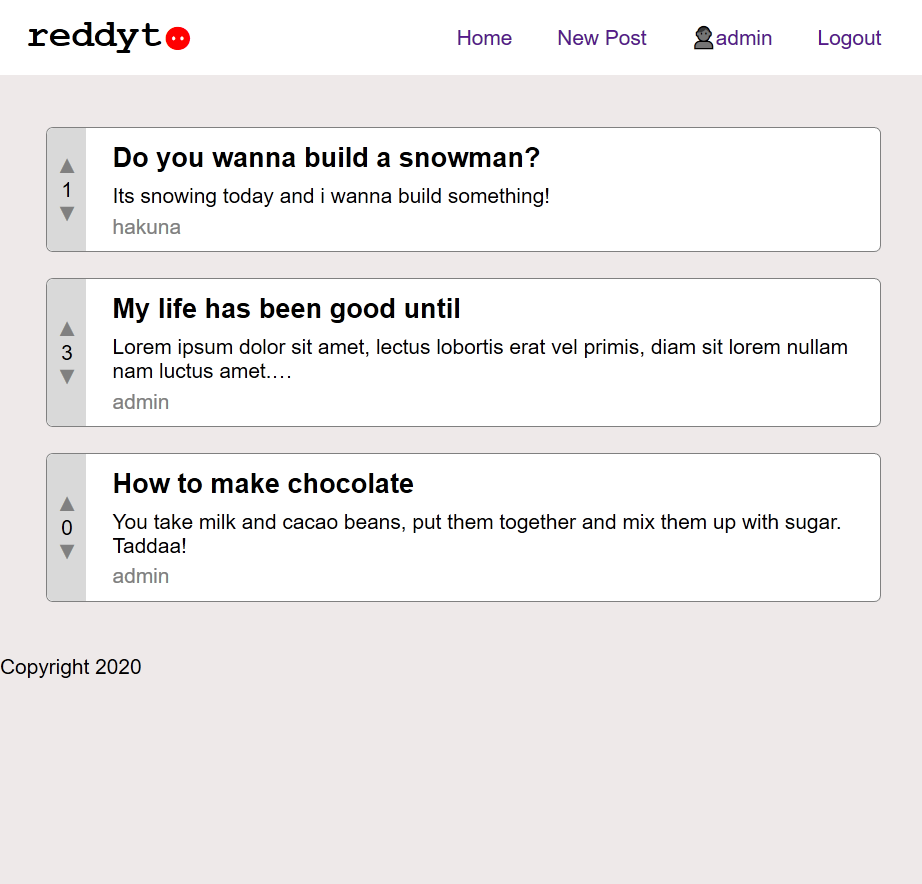 reddyt
Home New Post admin Logout
Do you wanna build a snowman?
1
Its snowing today and i wanna build something!
hakuna
My life has been good until
3
Lorem ipsum dolor sit amet, lectus lobortis erat vel primis, diam sit lorem nullam
nam luctus amet.…
admin
How to make chocolate
0
You take milk and cacao beans, put them together and mix them up with sugar.
Taddaa!
admin
Copyright 2020